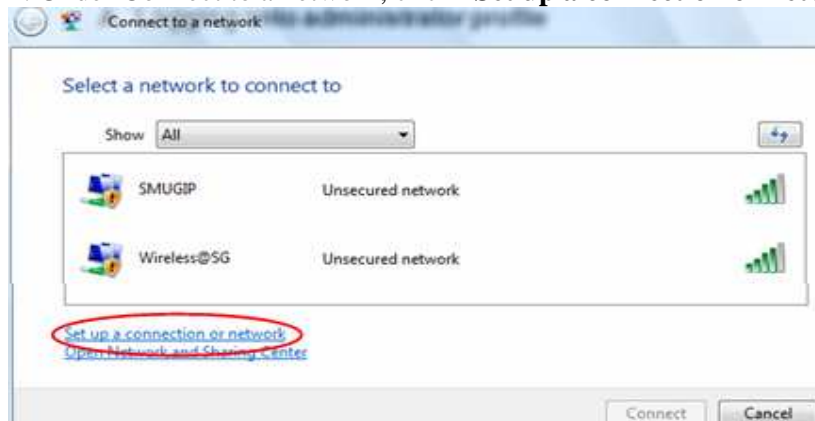 Connect to a network
Select a network to connect to
Show All
SMUGIP Unsecured network
Wireless@SG Unsecured network
Set up a connection or network
Open Network and Sharing Center
Connect Cancel